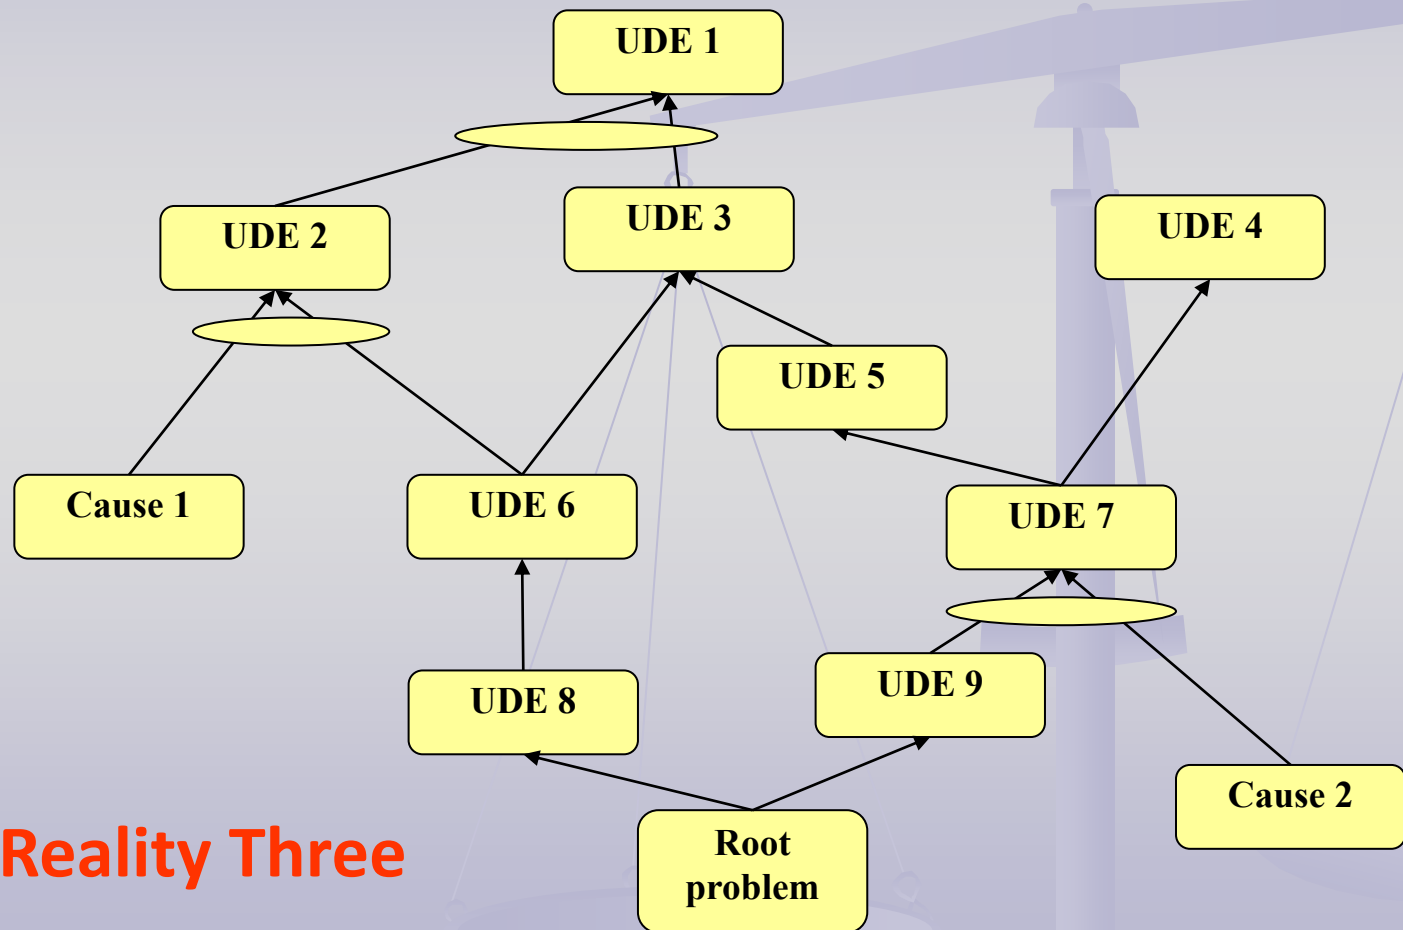 UDE 1
UDE 2
UDE 3
UDE 4
UDE 5
Cause 1
UDE 6
UDE 7
UDE 8
UDE 9
Cause 2
Root
problem
Reality Three